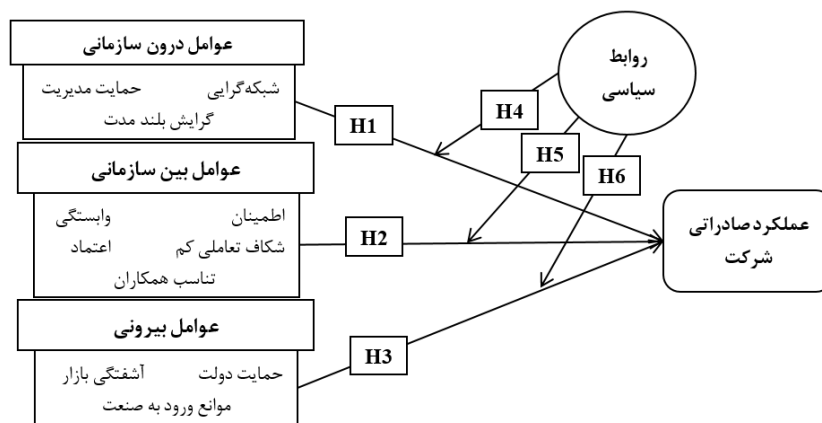 عوامل درون سازمانی
شبکه‌گرایی حمایت مدیریت
گرایش بلند مدت
عوامل بین سازمانی
اطمینان وابستگی
شکاف تعاملی کم اعتماد
تناسب همکاران
عوامل بیرونی
حمایت دولت آشفتگی بازار
موانع ورود به صنعت
روابط
سیاسی
H1
H4
H5
H6
H2
H3
عملکرد صادراتی
شرکت